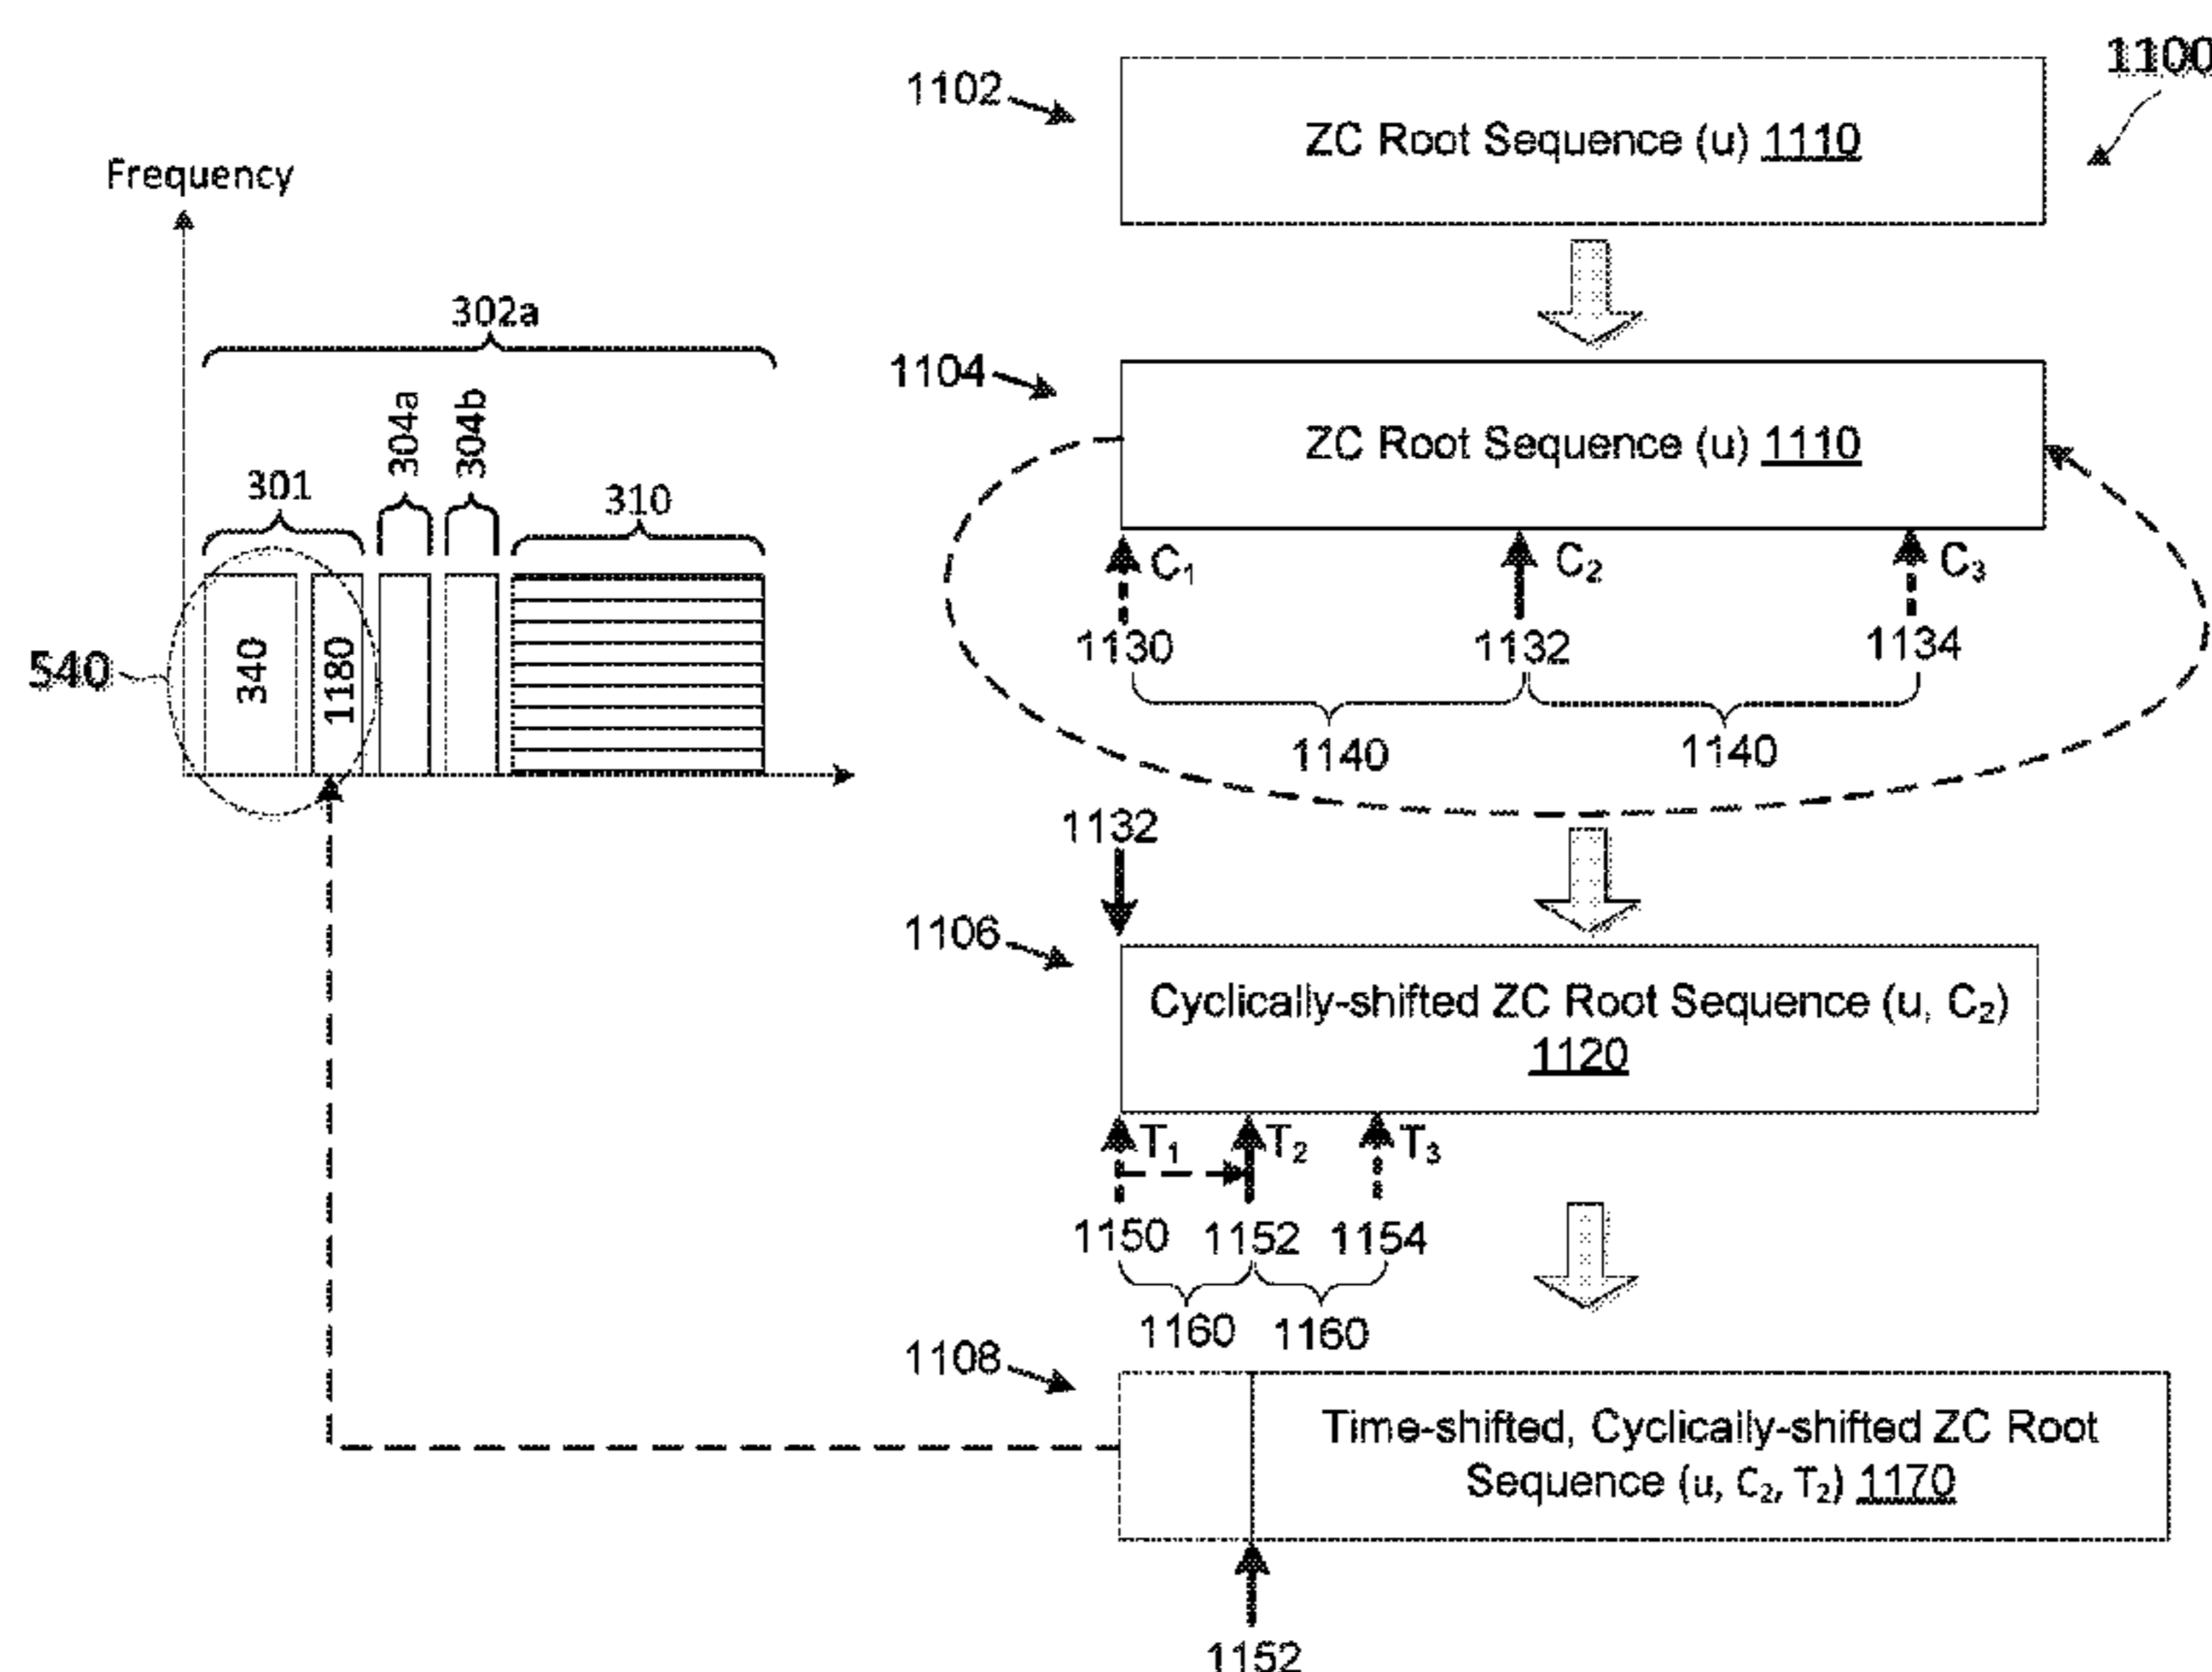 1100
1102
ZC Root Sequence (u) 1110
Frequency
302a
1104
ZC Root Sequence (u) 1110
304a
304b
301
310
C₁
C₂
C₃
1130
1132
1134
540
340
1180
1140
1140
1132
1106
Cyclically-shifted ZC Root Sequence (u, C₂)
1120
T₁
T₂
T₃
1150
1152
1154
1160
1160
1108
Time-shifted, Cyclically-shifted ZC Root
Sequence (u, C₂, T₂) 1170
1152